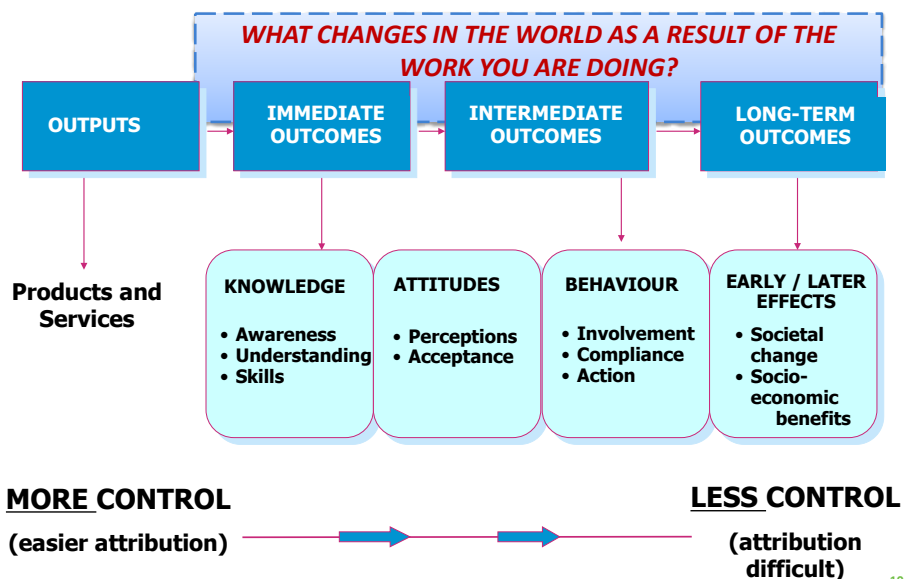 WHAT CHANGES IN THE WORLD AS A RESULT OF THE
WORK YOU ARE DOING?
OUTPUTS
IMMEDIATE
OUTCOMES
INTERMEDIATE
OUTCOMES
LONG-TERM
OUTCOMES
Products and
Services
KNOWLEDGE
• Awareness
• Understanding
• Skills
ATTITUDES
• Perceptions
• Acceptance
BEHAVIOUR
• Involvement
• Compliance
• Action
EARLY / LATER
EFFECTS
• Societal
change
• Socio-
economic
benefits
MORE CONTROL
(easier attribution)
LESS CONTROL
(attribution
difficult)